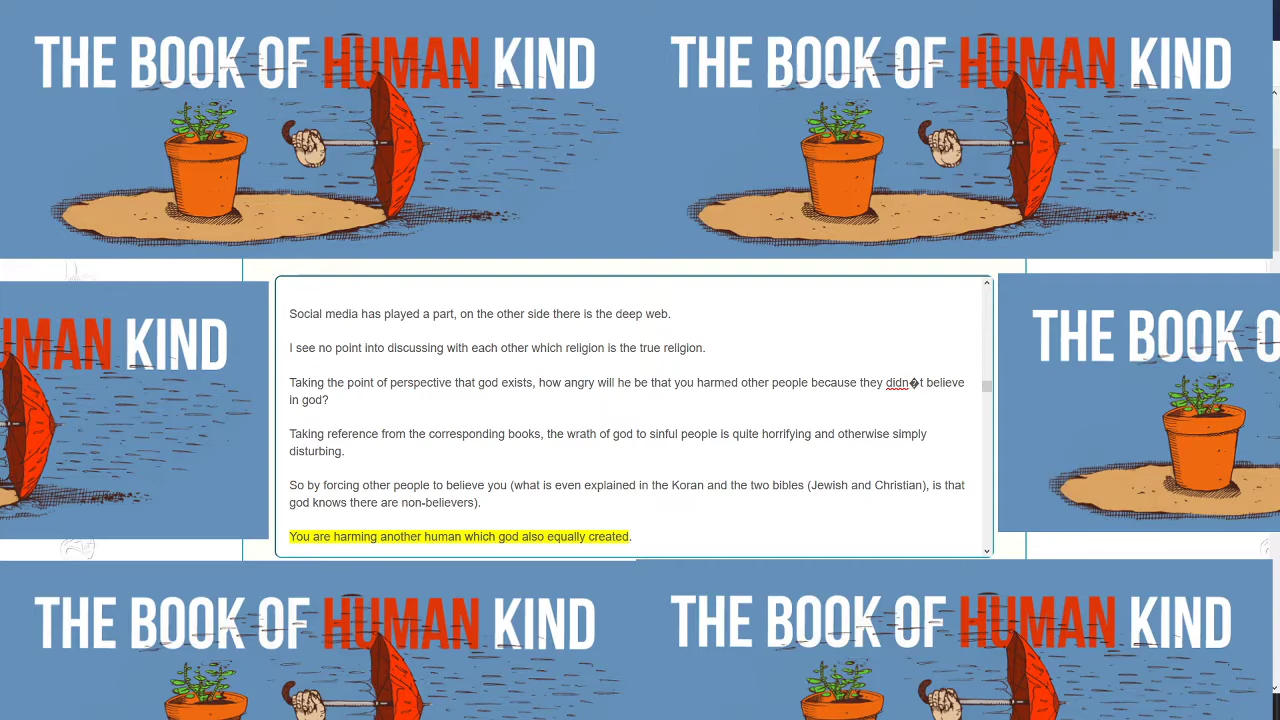 THE BOOK OF HUMAN KIND
THE BOOK OF HUMAN KIND
Social media has played a part, on the other side there is the deep web.
I see no point into discussing with each other which religion is the true religion.
Taking the point of perspective that god exists, how angry will he be that you harmed other people because they didn�t believe
in god?
Taking reference from the corresponding books, the wrath of god to sinful people is quite horrifying and otherwise simply
disturbing.
So by forcing other people to believe you (what is even explained in the Koran and the two bibles (Jewish and Christian), is that
god knows there are non-believers).
You are harming another human which god also equally created.
UMAN KIND
THE BOOK O
THE BOOK OF HUMAN KIND
THE BOOK OF HUMAN KIND